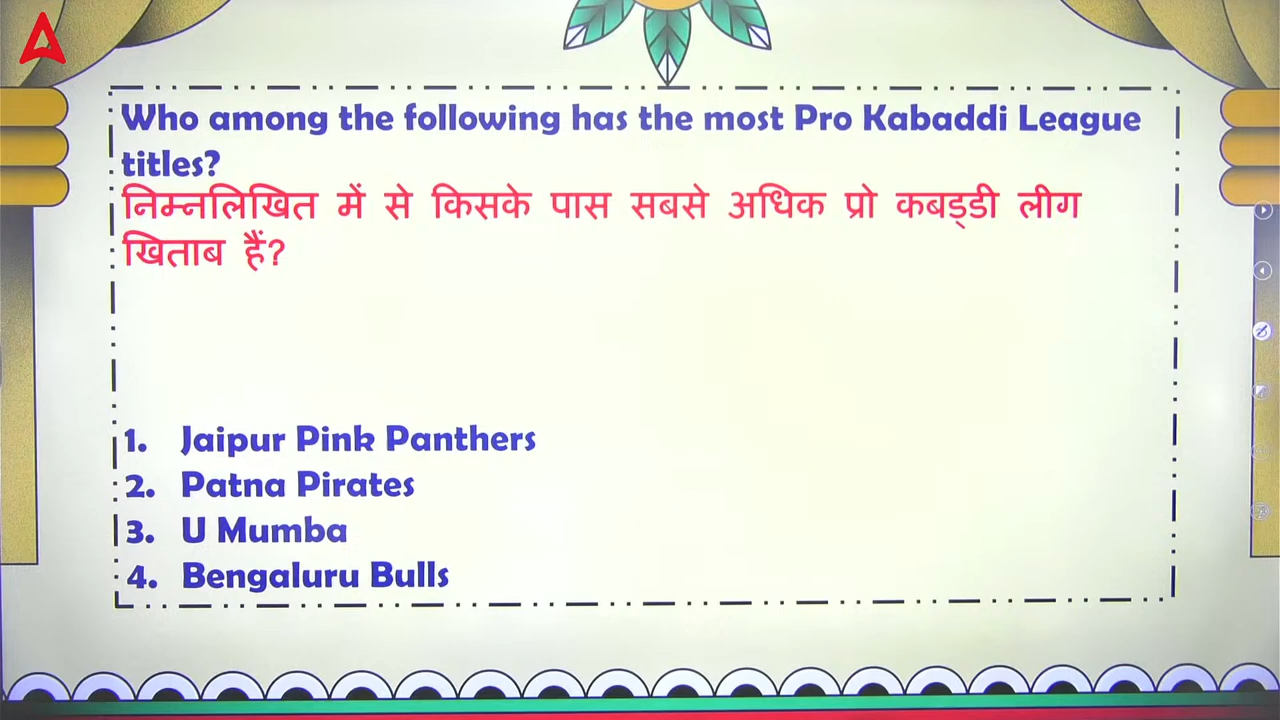 Who among the following has the most Pro Kabaddi League
titles?
निम्नलिखित में से किसके पास सबसे अधिक प्रो कबड्डी लीग
खिताब हैं?
1. Jaipur Pink Panthers
2. Patna Pirates
3. U Mumba
4. Bengaluru Bulls